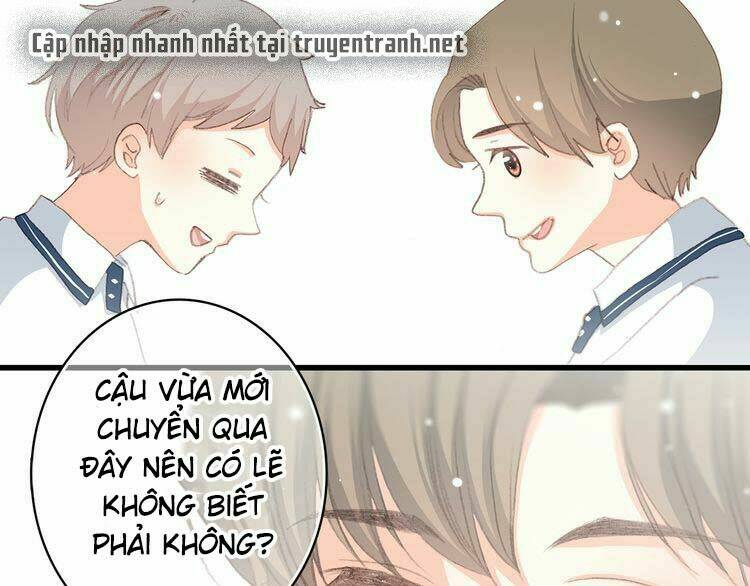 Cập nhập nhanh nhất tại truyentranh.net
CẬU VỪA MỚI
CHUYỂN QUA
ĐÂY NÊN CÓ LẼ
KHÔNG BIẾT
PHẢI KHÔNG?